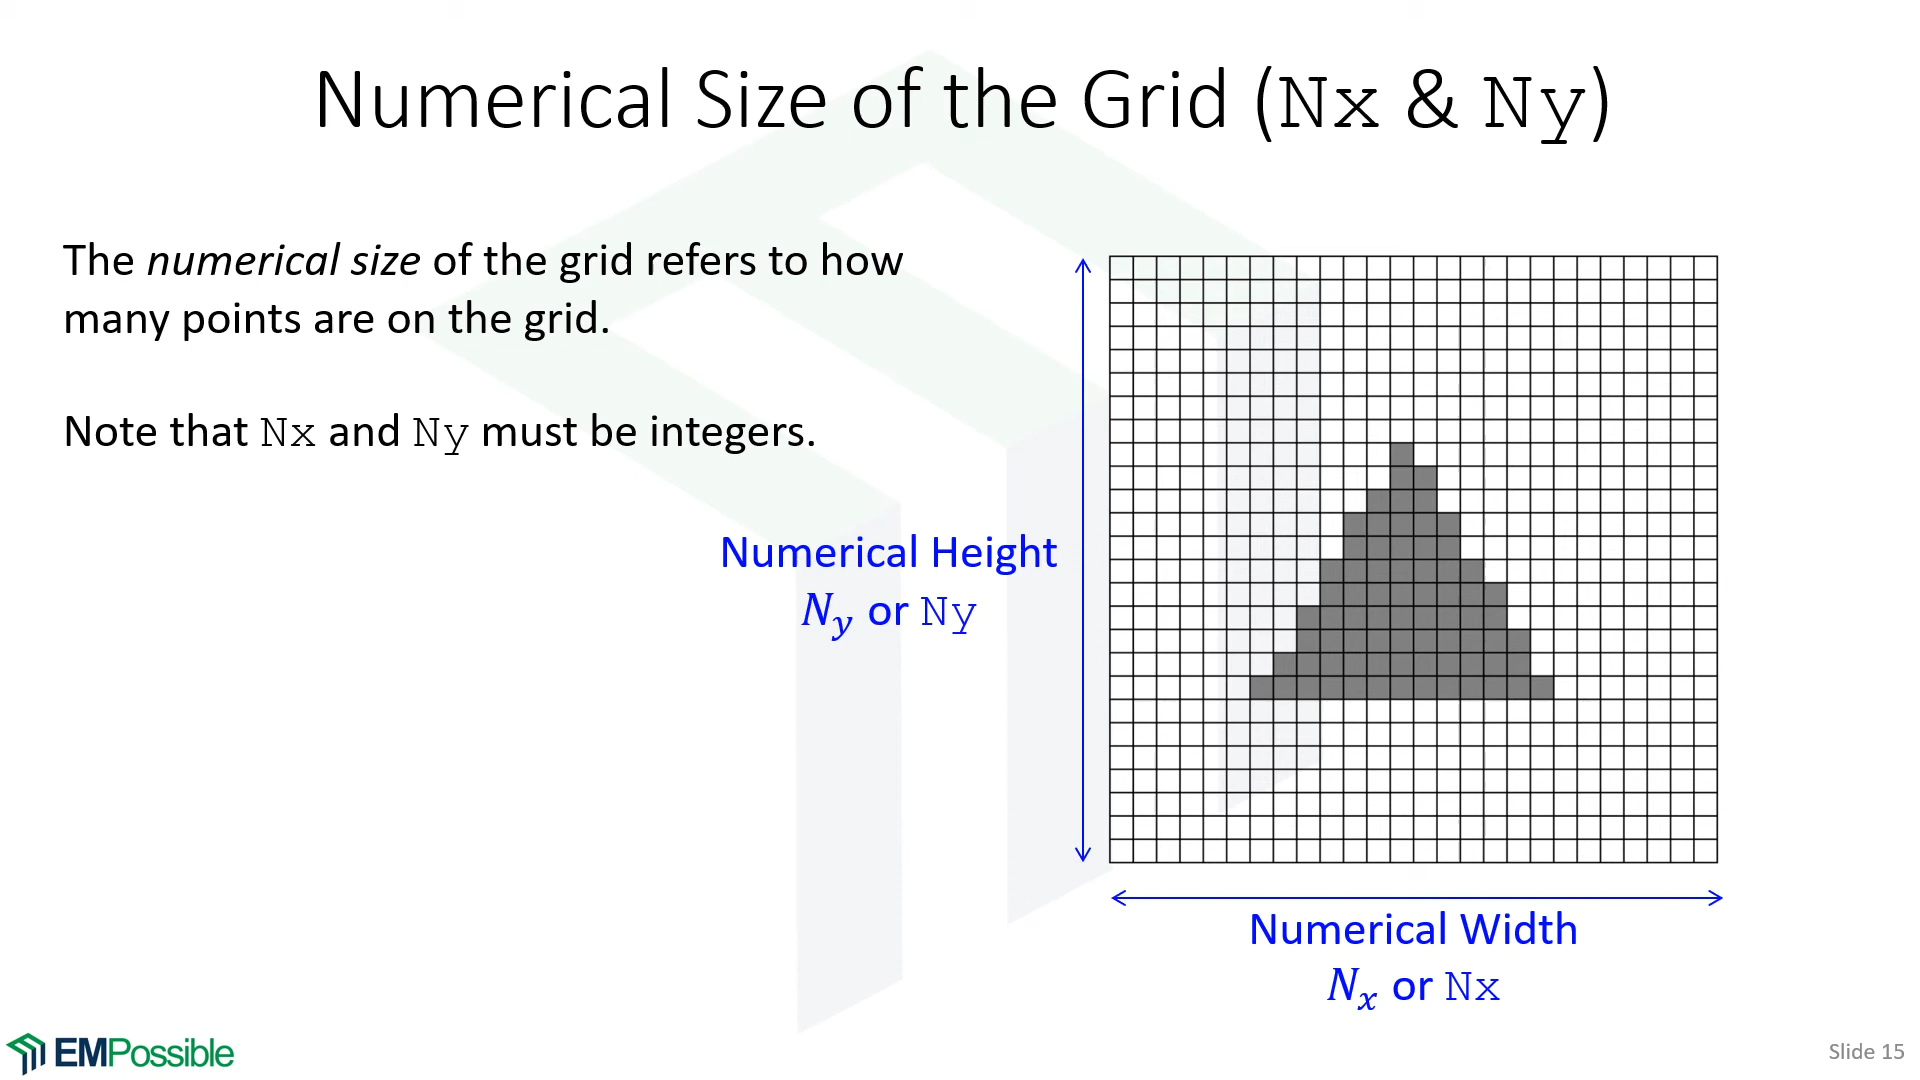 Numerical Size of the Grid (Nx & Ny)
The numerical size of the grid refers to how
many points are on the grid.
Note that Nx and Ny must be integers.
Numerical Height
N_y or Ny
Numerical Width
N_x or Nx
EMPossible
Slide 15